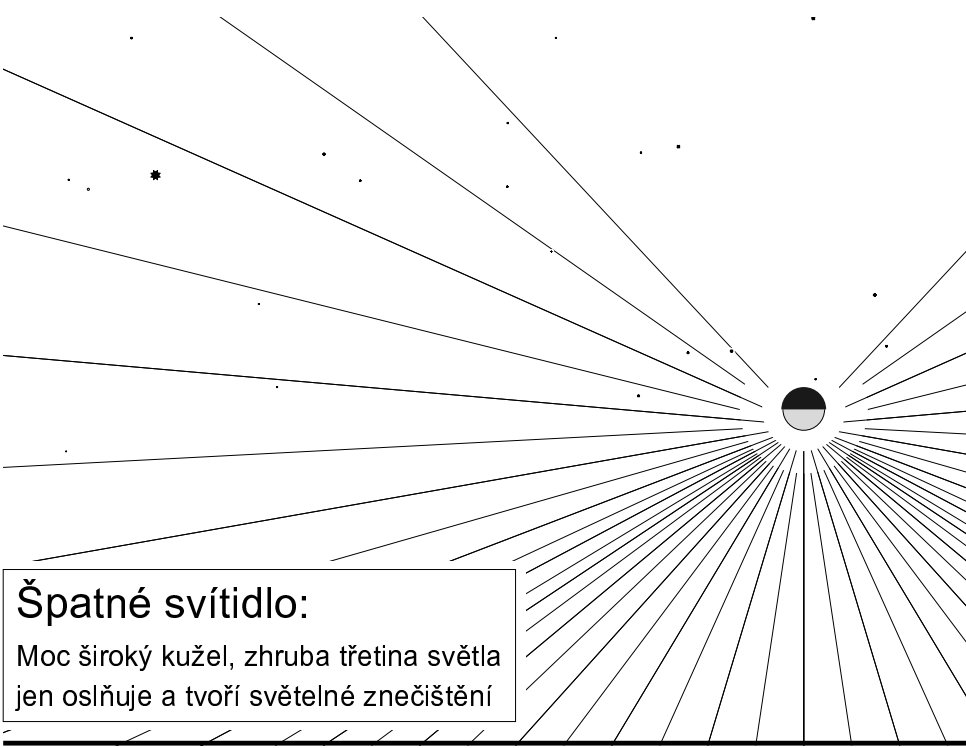 Špatné svítidlo:
Moc široký kužel, zhruba třetina světla
jen oslňuje a tvoří světelné znečištění